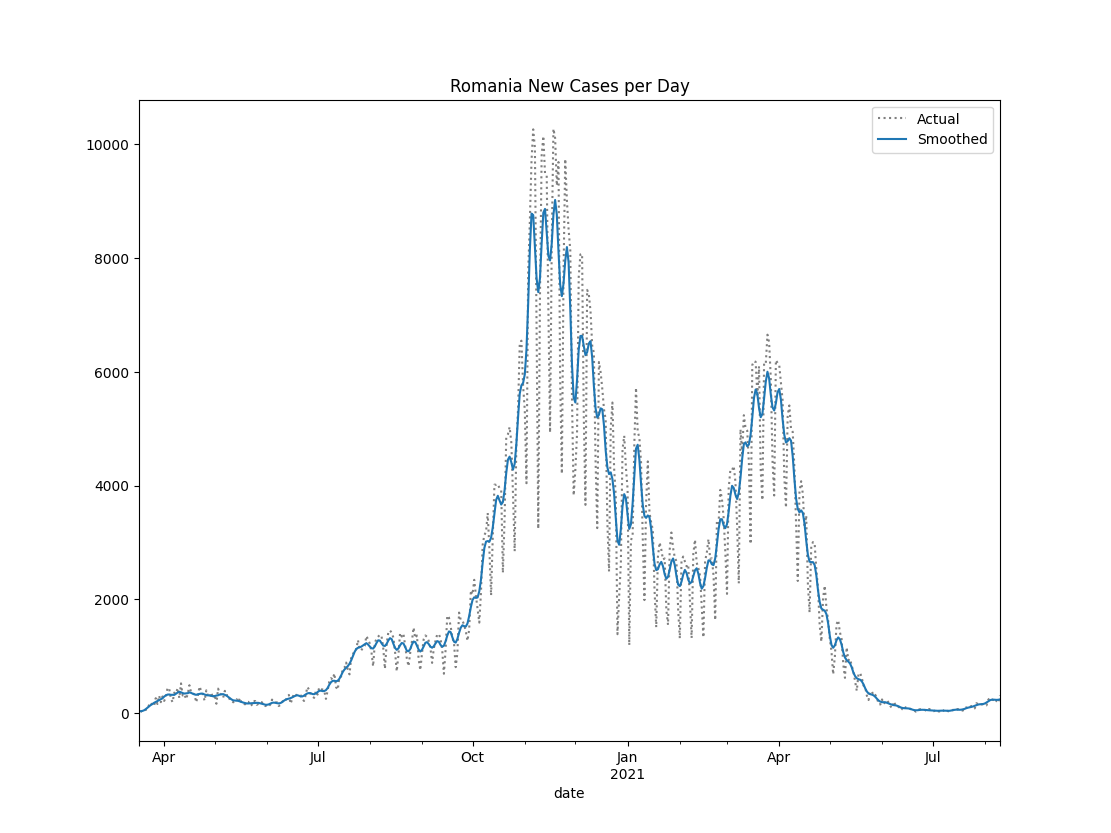 Romania New Cases per Day
Actual
Smoothed
10000
8000
6000
4000
2000
0
Apr Jul Oct Jan Apr Jul
2021
date